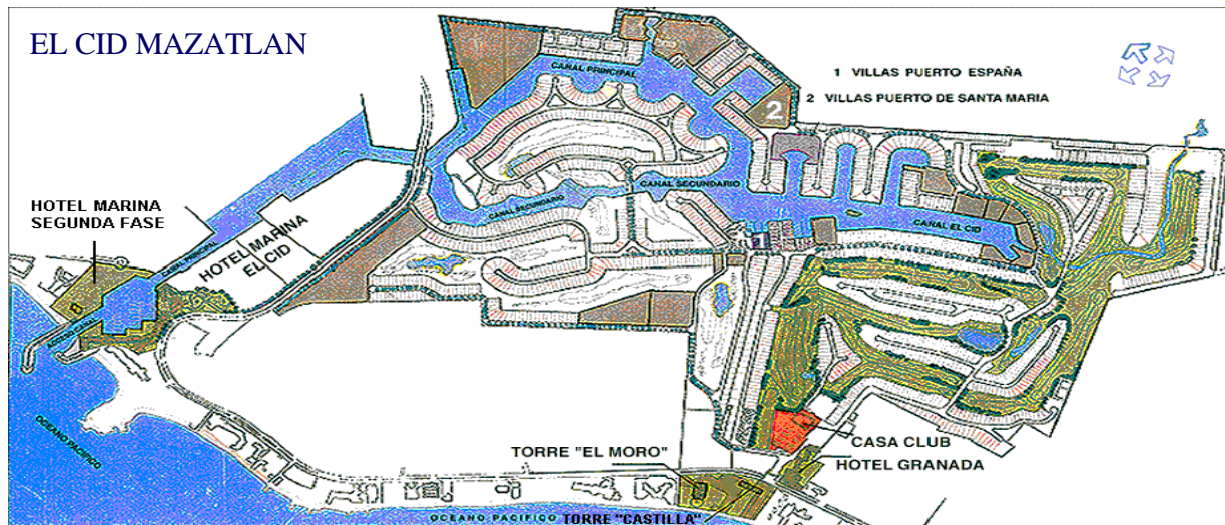 EL CID MAZATLAN
1 VILLAS PUERTO ESPAÑA
2 VILLAS PUERTO DE SANTA MARIA
CANAL PRINCIPAL
2
CANAL SECUNDARIO
CANAL SECUNDARIO
CANAL EL CID
1
HOTEL MARINA
SEGUNDA FASE
CANAL PRINCIPAL
HOTEL MARINA
EL CID
CANAL
OCEANO PACIFICO
CASA CLUB
HOTEL GRANADA
TORRE "EL MORO"
OCEANO PACIFICO
TORRE "CASTILLA"